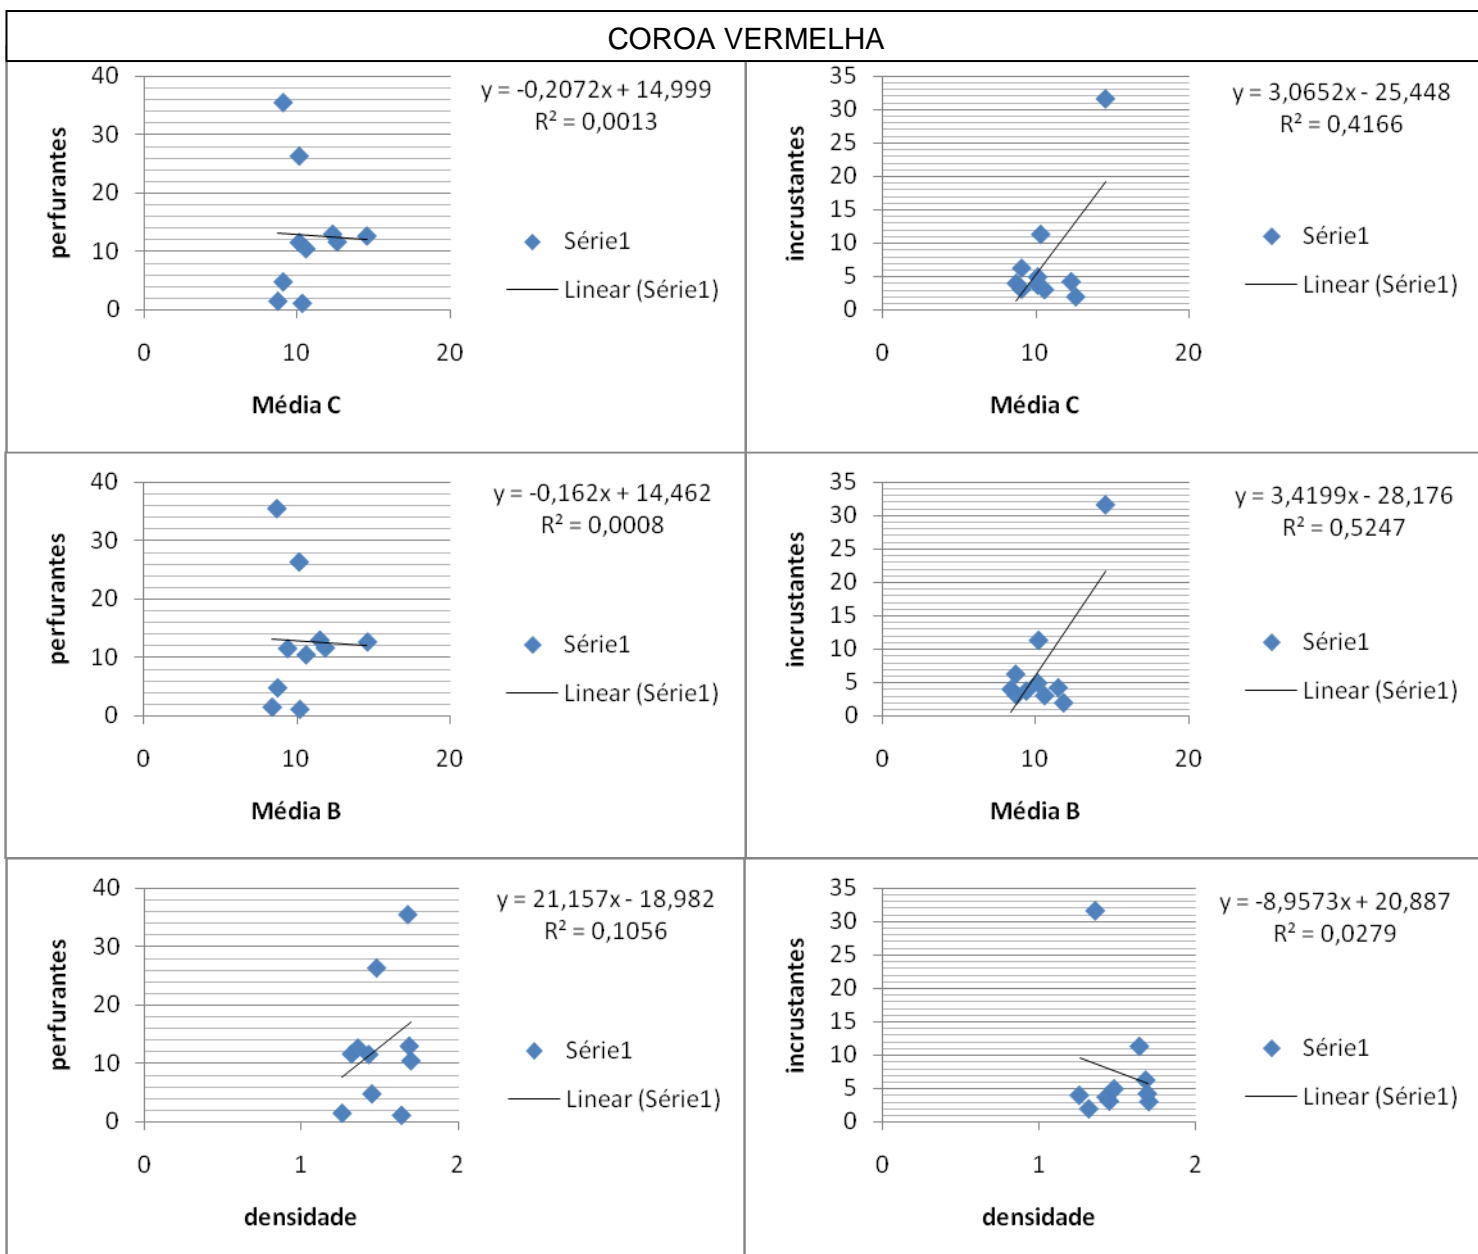 COROA VERMELHA
40
30
20
10
0
perfurantes
0 10 20
Média C
y = -0,2072x + 14,999
R² = 0,0013
Série1
Linear (Série1)
35
30
25
20
15
10
5
0
incrustantes
0 10 20
Média C
y = 3,0652x - 25,448
R² = 0,4166
Série1
Linear (Série1)
40
30
20
10
0
perfurantes
0 10 20
Média B
y = -0,162x + 14,462
R² = 0,0008
Série1
Linear (Série1)
35
30
25
20
15
10
5
0
incrustantes
0 10 20
Média B
y = 3,4199x - 28,176
R² = 0,5247
Série1
Linear (Série1)
40
30
20
10
0
perfurantes
0 1 2
densidade
y = 21,157x - 18,982
R² = 0,1056
Série1
Linear (Série1)
35
30
25
20
15
10
5
0
incrustantes
0 1 2
densidade
y = -8,9573x + 20,887
R² = 0,0279
Série1
Linear (Série1)